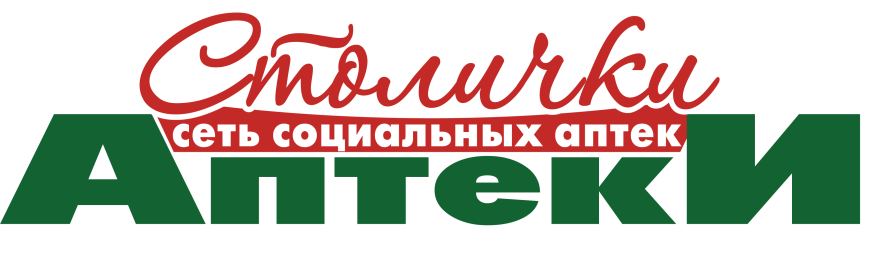 Столички
сеть социальных аптек
АптекИ